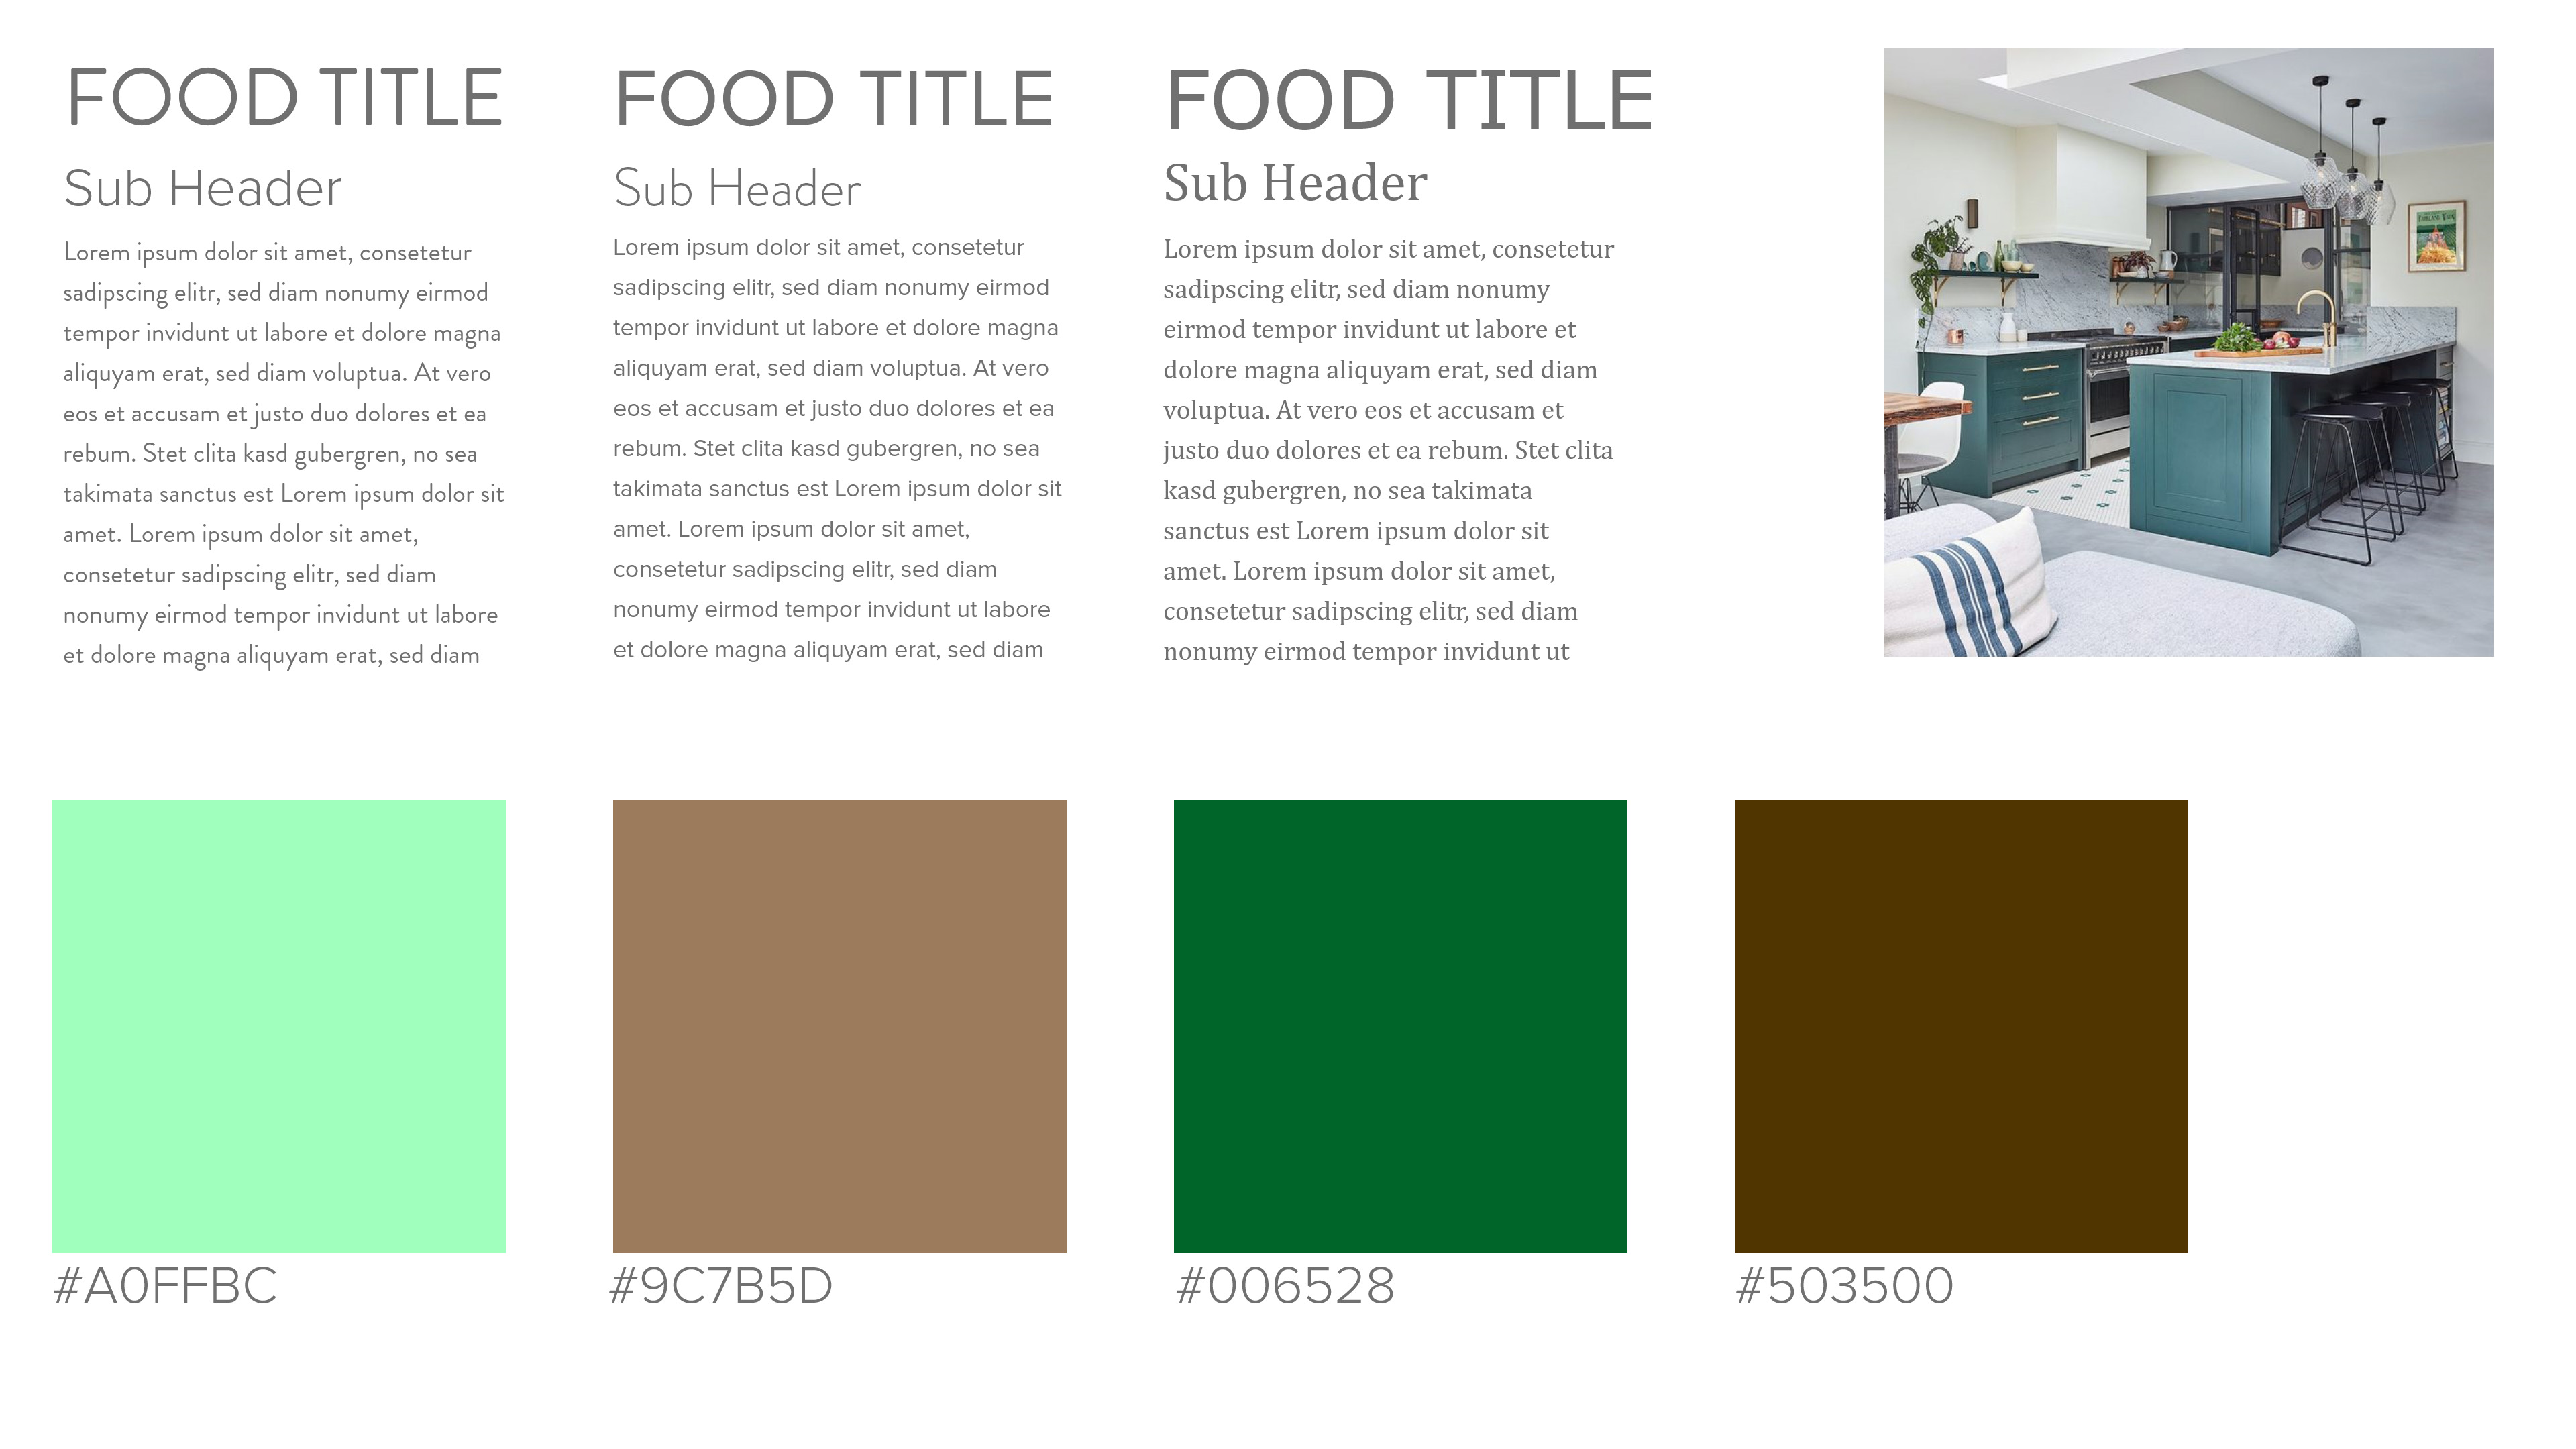 FOOD TITLE
Sub Header
Lorem ipsum dolor sit amet, consetetur
sadipscing elitr, sed diam nonumy eirmod
tempor invidunt ut labore et dolore magna
aliquyam erat, sed diam voluptua. At vero
eos et accusam et justo duo dolores et ea
rebum. Stet clita kasd gubergren, no sea
takimata sanctus est Lorem ipsum dolor sit
amet. Lorem ipsum dolor sit amet,
consetetur sadipscing elitr, sed diam
nonumy eirmod tempor invidunt ut labore
et dolore magna aliquyam erat, sed diam
FOOD TITLE
Sub Header
Lorem ipsum dolor sit amet, consetetur
sadipscing elitr, sed diam nonumy eirmod
tempor invidunt ut labore et dolore magna
aliquyam erat, sed diam voluptua. At vero
eos et accusam et justo duo dolores et ea
rebum. Stet clita kasd gubergren, no sea
takimata sanctus est Lorem ipsum dolor sit
amet. Lorem ipsum dolor sit amet,
consetetur sadipscing elitr, sed diam
nonumy eirmod tempor invidunt ut labore
et dolore magna aliquyam erat, sed diam
FOOD TITLE
Sub Header
Lorem ipsum dolor sit amet, consetetur
sadipscing elitr, sed diam nonumy
eirmod tempor invidunt ut labore et
dolore magna aliquyam erat, sed diam
voluptua. At vero eos et accusam et
justo duo dolores et ea rebum. Stet clita
kasd gubergren, no sea takimata
sanctus est Lorem ipsum dolor sit
amet. Lorem ipsum dolor sit amet,
consetetur sadipscing elitr, sed diam
nonumy eirmod tempor invidunt ut
#A0FFBC
#9C7B5D
#006528
#503500